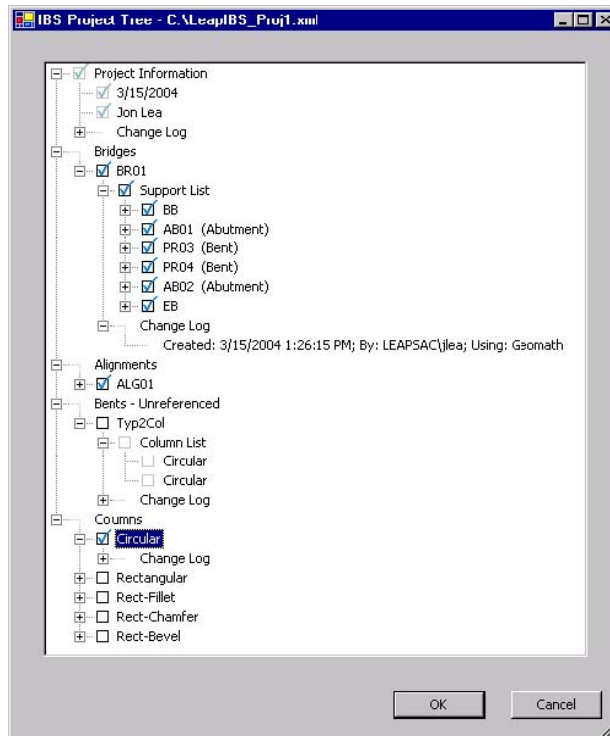 IBS Project Tree - C:\LeapIBS_Proj1.xml
Project Information
3/15/2004
Jon Lea
Change Log
Bridges
BR01
Support List
BB
AB01 (Abutment)
PR03 (Bent)
PR04 (Bent)
AB02 (Abutment)
EB
Change Log
Created: 3/15/2004 1:26:15 PM; By: LEAPSAC\jlea; Using: Geomath
Alignments
ALG01
Bents - Unreferenced
Typ2Col
Column List
Circular
Circular
Change Log
Coumns
Circular
Change Log
Rectangular
Rect-Fillet
Rect-Chamfer
Rect-Bevel
OK Cancel